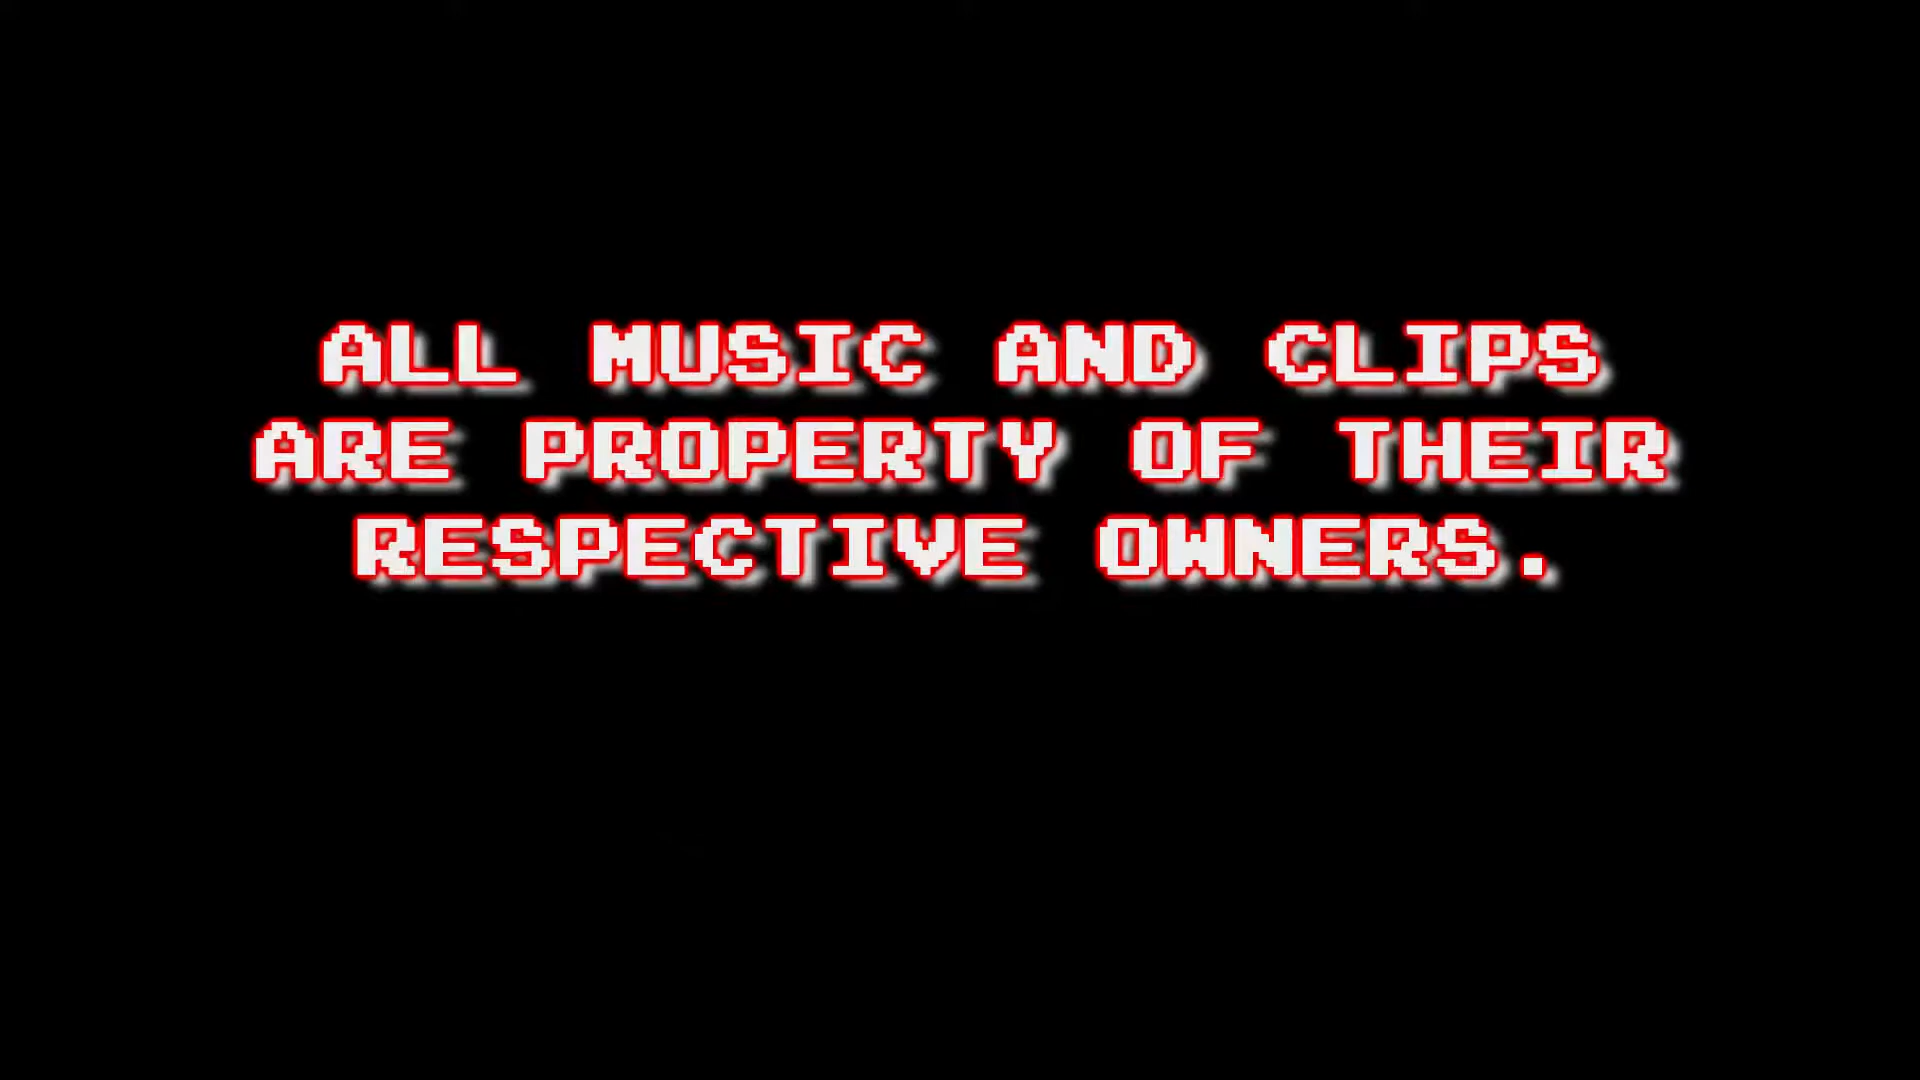 ALL MUSIC AND CLIPS
ARE PROPERTY OF THEIR
RESPECTIVE OWNERS.